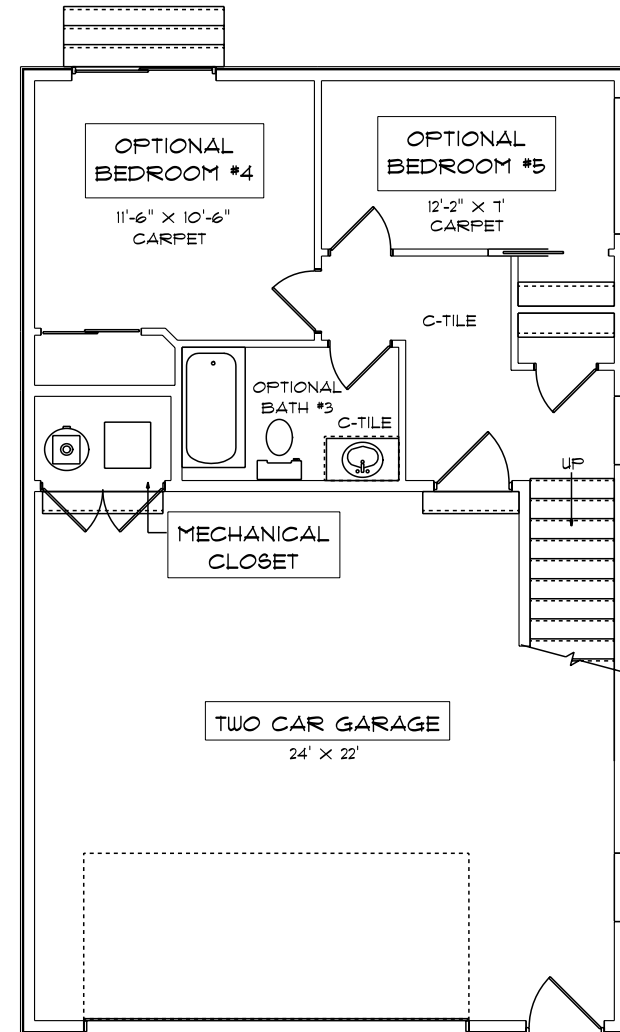 OPTIONAL
BEDROOM #4
11'-6" X 10'-6"
CARPET
OPTIONAL
BEDROOM #5
12'-2" X 7'
CARPET
C-TILE
OPTIONAL
BATH #3
C-TILE
UP
MECHANICAL
CLOSET
TWO CAR GARAGE
24' X 22'